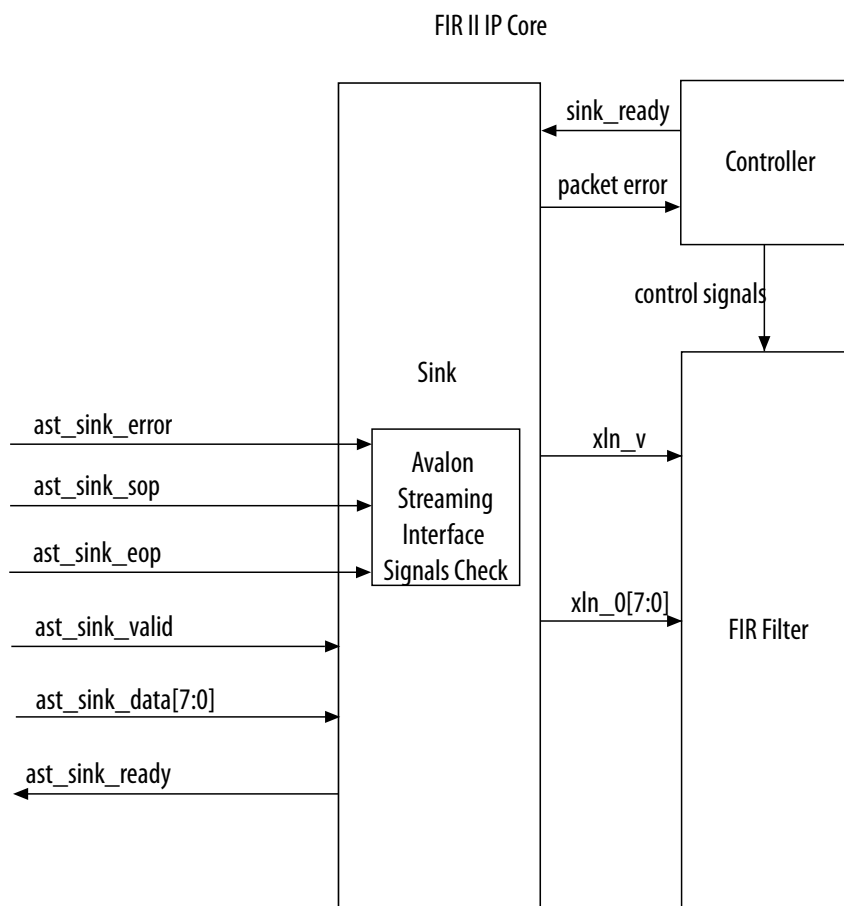 FIR II IP Core
sink_ready
Controller
packet error
control signals
Sink
ast_sink_error
Avalon
Streaming
Interface
Signals Check
xln_v
ast_sink_sop
ast_sink_eop
xln_0[7:0]
FIR Filter
ast_sink_valid
ast_sink_data[7:0]
ast_sink_ready